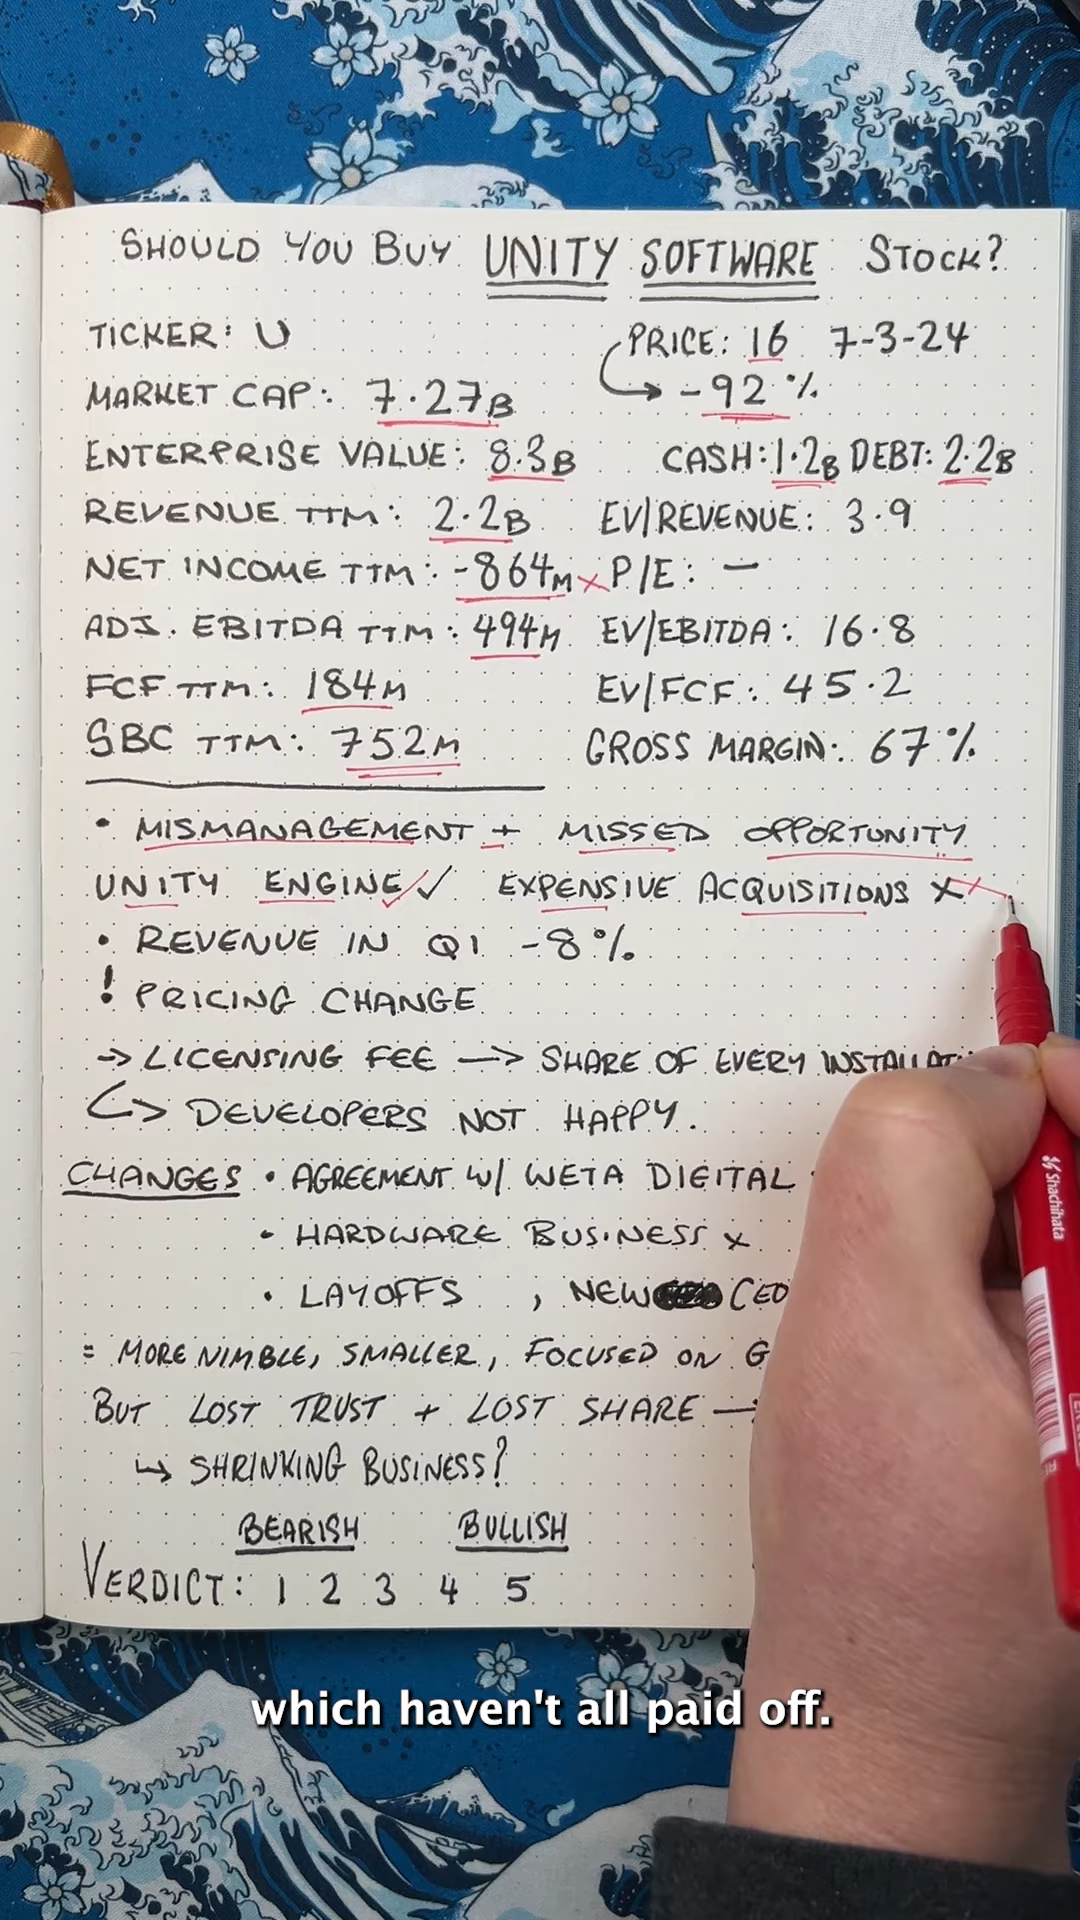 SHOULD YOU BUY UNITY SOFTWARE STOCK?
TICKER: U PRICE: 16 7-3-24
MARKET CAP: 7.27B → -92%
ENTERPRISE VALUE: 8.3B CASH: 1.2B DEBT: 2.2B
REVENUE TTM: 2.2B EV/REVENUE: 3.9
NET INCOME TTM: -864M x P/E: —
ADJ. EBITDA TTM: 494M EV/EBITDA: 16.8
FCF TTM: 184M EV/FCF: 45.2
SBC TTM: 752M GROSS MARGIN: 67%
• MISMANAGEMENT + MISSED OPPORTUNITY
UNITY ENGINE ✓ EXPENSIVE ACQUISITIONS x
• REVENUE IN Q1 -8%
! PRICING CHANGE
→ LICENSING FEE → SHARE OF EVERY
↳ DEVELOPERS NOT HAPPY.
CHANGES • AGREEMENT W/ WETA DIGITAL
• HARDWARE BUSINESS x
• LAYOFFS , NEW CEO
= MORE NIMBLE, SMALLER, FOCUSED ON G
BUT LOST TRUST + LOST SHARE →
↳ SHRINKING BUSINESS?
BEARISH BULLISH
VERDICT: 1 2 3 4 5
Shachihata
which haven't all paid off.